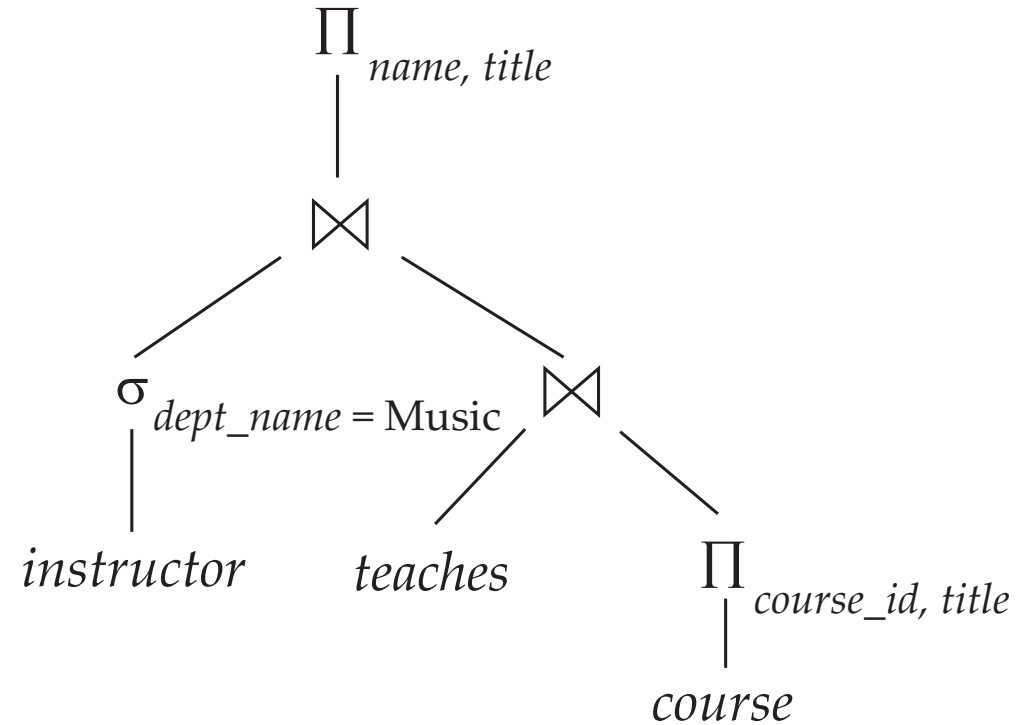 ∏ name, title
⋈
σ dept_name = Music
⋈
instructor
teaches
∏ course_id, title
course